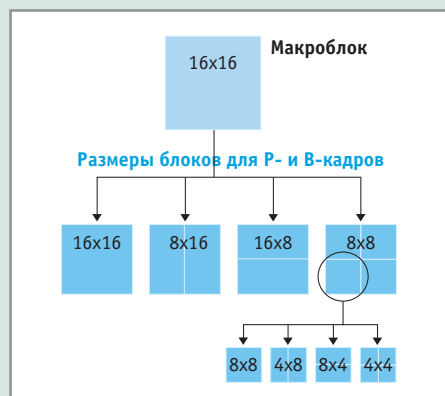 Макроблок
16x16
Размеры блоков для P- и B-кадров
16x16 8x16 16x8 8x8
8x8 4x8 8x4 4x4